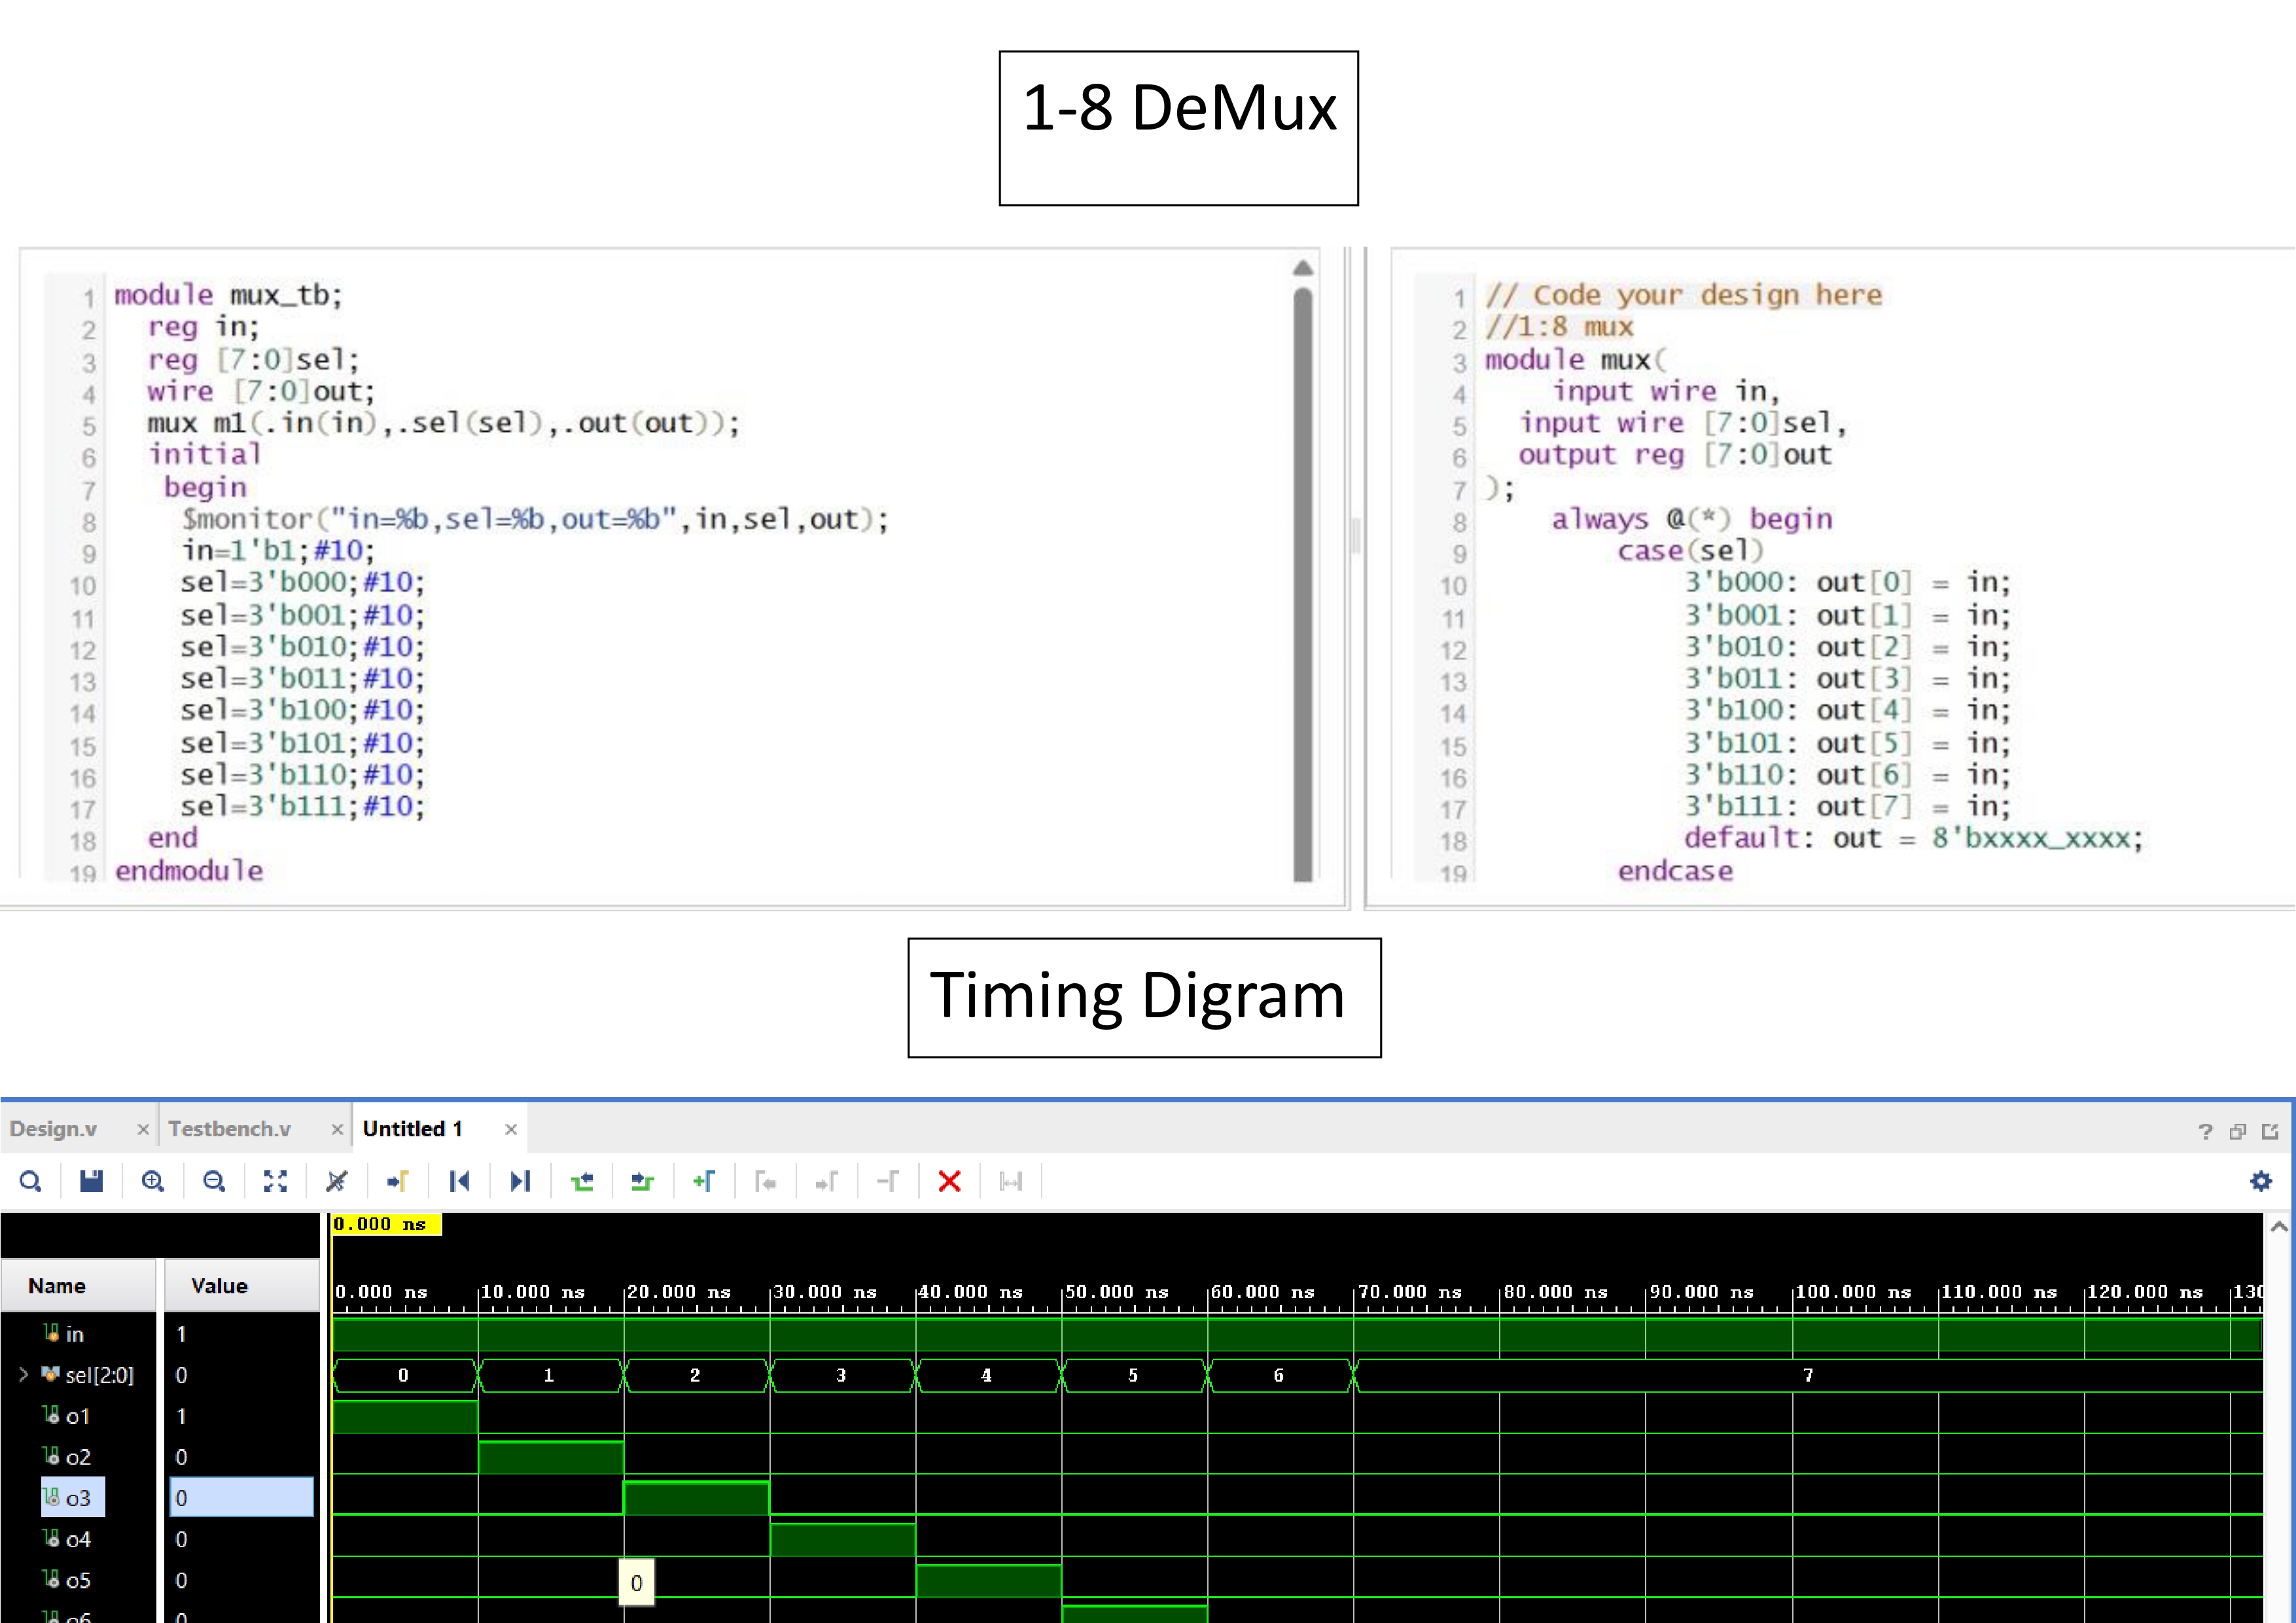 1-8 DeMux
1 module mux_tb;
2 reg in;
3 reg [7:0]sel;
4 wire [7:0]out;
5 mux m1(.in(in),.sel(sel),.out(out));
6 initial
7 begin
8 $monitor("in=%b,sel=%b,out=%b",in,sel,out);
9 in=1'b1;#10;
10 sel=3'b000;#10;
11 sel=3'b001;#10;
12 sel=3'b010;#10;
13 sel=3'b011;#10;
14 sel=3'b100;#10;
15 sel=3'b101;#10;
16 sel=3'b110;#10;
17 sel=3'b111;#10;
18 end
19 endmodule
1 // Code your design here
2 //1:8 mux
3 module mux(
4 input wire in,
5 input wire [7:0]sel,
6 output reg [7:0]out
7 );
8 always @(*) begin
9 case(sel)
10 3'b000: out[0] = in;
11 3'b001: out[1] = in;
12 3'b010: out[2] = in;
13 3'b011: out[3] = in;
14 3'b100: out[4] = in;
15 3'b101: out[5] = in;
16 3'b110: out[6] = in;
17 3'b111: out[7] = in;
18 default: out = 8'bxxxx_xxxx;
19 endcase
Timing Digram
Design.v × Testbench.v × Untitled 1 ×
0.000 ns
Name Value 0.000 ns 10.000 ns 20.000 ns 30.000 ns 40.000 ns 50.000 ns 60.000 ns 70.000 ns 80.000 ns 90.000 ns 100.000 ns 110.000 ns 120.000 ns 130
in 1
sel[2:0] 0 0 1 2 3 4 5 6 7
o1 1
o2 0
o3 0
o4 0
o5 0 0
o6 0